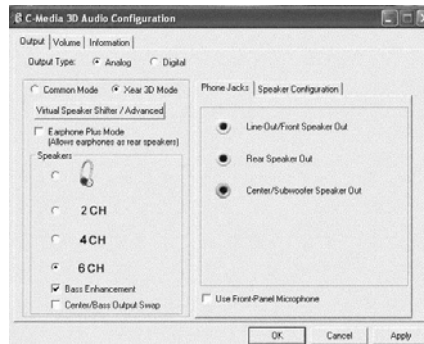 C-Media 3D Audio Configuration
Output Volume Information
Output Type: Analog Digital
Common Mode Xear 3D Mode
Virtual Speaker Shifter / Advanced
Earphone Plus Mode
(Allows earphones as rear speakers)
Speakers
2 CH
4 CH
6 CH
Bass Enhancement
Center/Bass Output Swap
Phone Jacks Speaker Configuration
Line-Out/Front Speaker Out
Rear Speaker Out
Center/Subwoofer Speaker Out
Use Front-Panel Microphone
OK Cancel Apply